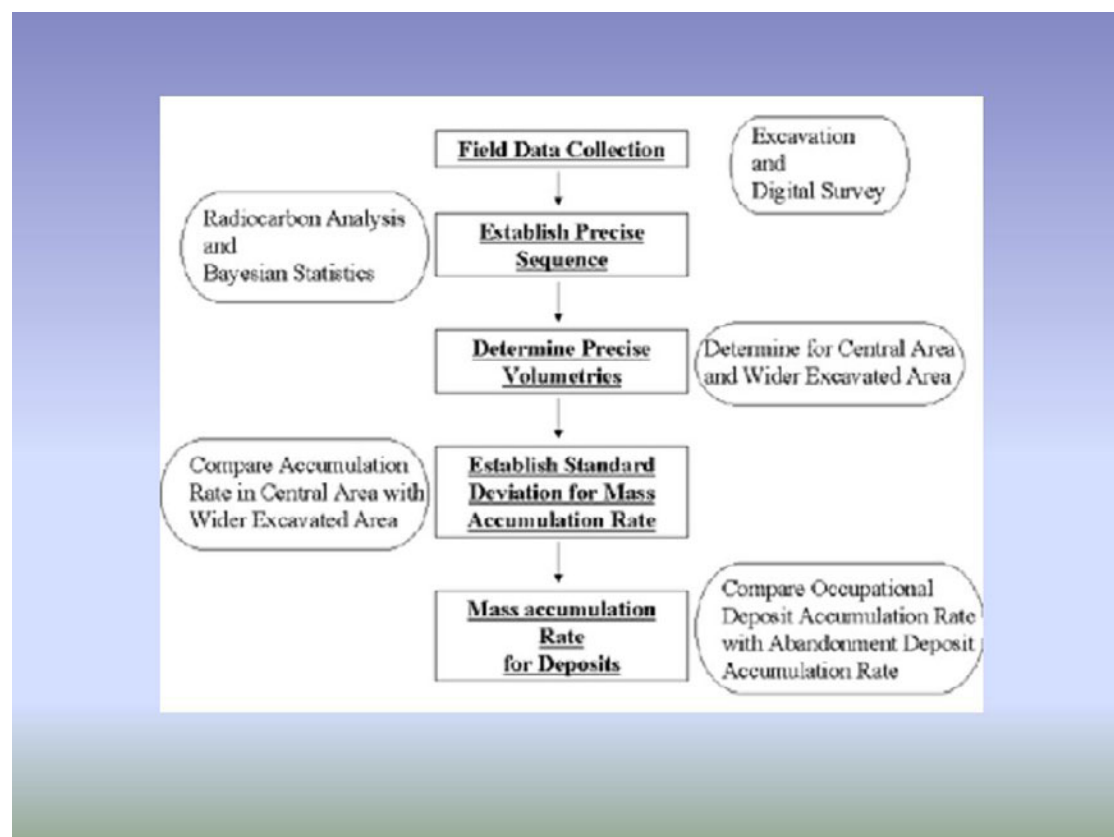 Field Data Collection
Excavation
and
Digital Survey
Radiocarbon Analysis
and
Bayesian Statistics
Establish Precise
Sequence
Determine Precise
Volumetries
Determine for Central Area
and Wider Excavated Area
Compare Accumulation
Rate in Central Area with
Wider Excavated Area
Establish Standard
Deviation for Mass
Accumulation Rate
Mass accumulation
Rate
for Deposits
Compare Occupational
Deposit Accumulation Rate
with Abandonment Deposit
Accumulation Rate